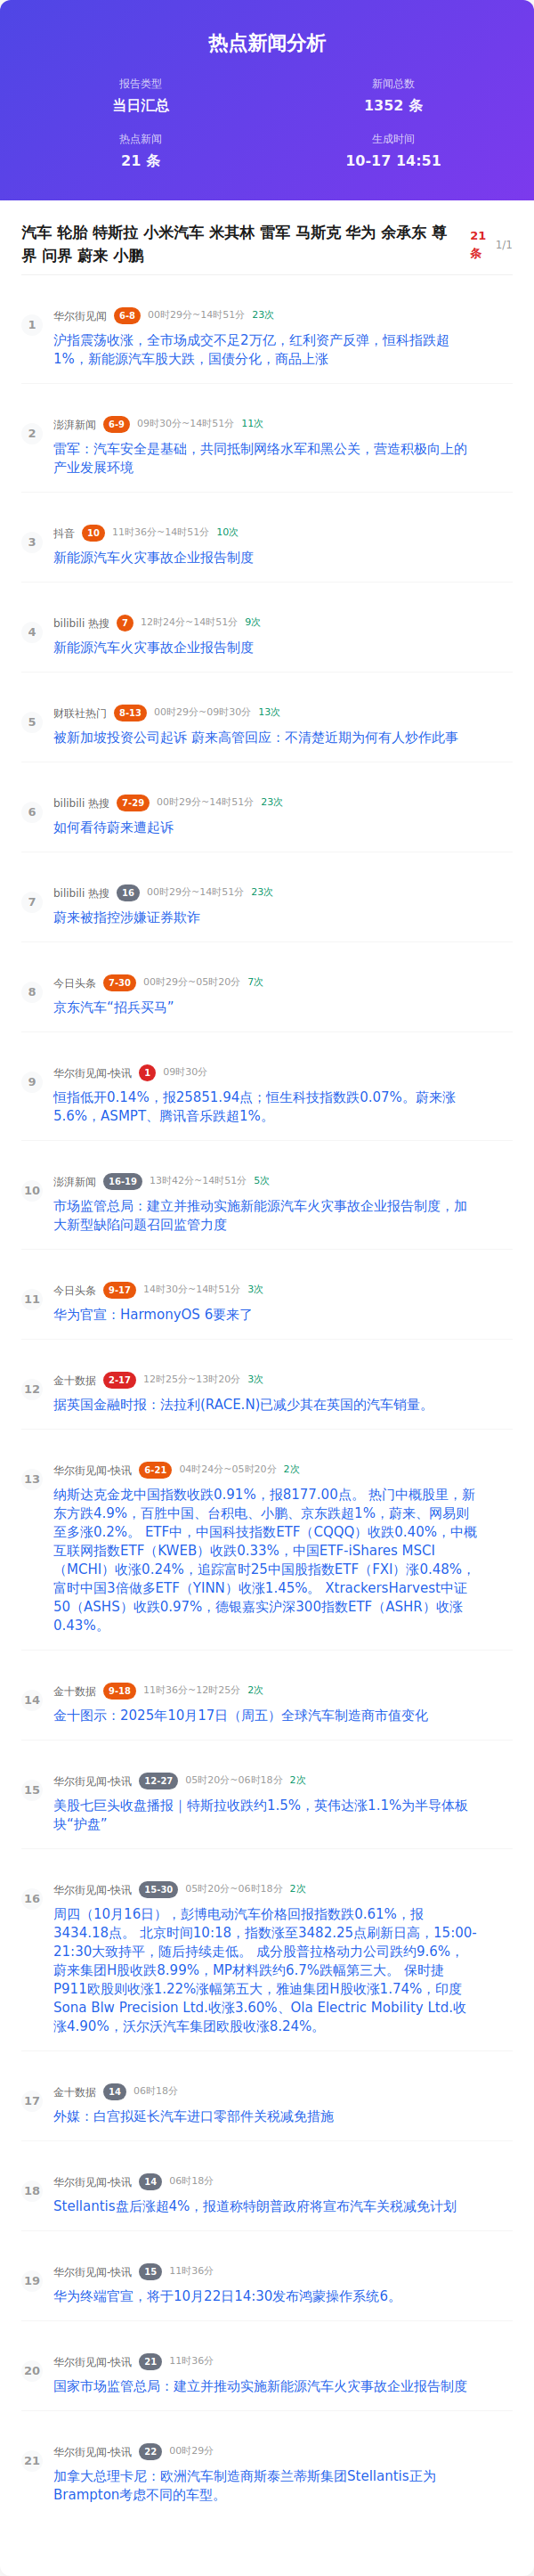 热点新闻分析
报告类型
当日汇总
新闻总数
1352 条
热点新闻
21 条
生成时间
10-17 14:51
汽车 轮胎 特斯拉 小米汽车 米其林 雷军 马斯克 华为 余承东 尊
界 问界 蔚来 小鹏
21
条
1/1
1
华尔街见闻 6-8 00时29分~14时51分 23次
沪指震荡收涨，全市场成交不足2万亿，红利资产反弹，恒科指跌超
1%，新能源汽车股大跌，国债分化，商品上涨
2
澎湃新闻 6-9 09时30分~14时51分 11次
雷军：汽车安全是基础，共同抵制网络水军和黑公关，营造积极向上的
产业发展环境
3
抖音 10 11时36分~14时51分 10次
新能源汽车火灾事故企业报告制度
4
bilibili 热搜 7 12时24分~14时51分 9次
新能源汽车火灾事故企业报告制度
5
财联社热门 8-13 00时29分~09时30分 13次
被新加坡投资公司起诉 蔚来高管回应：不清楚近期为何有人炒作此事
6
bilibili 热搜 7-29 00时29分~14时51分 23次
如何看待蔚来遭起诉
7
bilibili 热搜 16 00时29分~14时51分 23次
蔚来被指控涉嫌证券欺诈
8
今日头条 7-30 00时29分~05时20分 7次
京东汽车“招兵买马”
9
华尔街见闻-快讯 1 09时30分
恒指低开0.14%，报25851.94点；恒生科技指数跌0.07%。蔚来涨
5.6%，ASMPT、腾讯音乐跌超1%。
10
澎湃新闻 16-19 13时42分~14时51分 5次
市场监管总局：建立并推动实施新能源汽车火灾事故企业报告制度，加
大新型缺陷问题召回监管力度
11
今日头条 9-17 14时30分~14时51分 3次
华为官宣：HarmonyOS 6要来了
12
金十数据 2-17 12时25分~13时20分 3次
据英国金融时报：法拉利(RACE.N)已减少其在英国的汽车销量。
13
华尔街见闻-快讯 6-21 04时24分~05时20分 2次
纳斯达克金龙中国指数收跌0.91%，报8177.00点。 热门中概股里，新
东方跌4.9%，百胜中国、台积电、小鹏、京东跌超1%，蔚来、网易则
至多涨0.2%。 ETF中，中国科技指数ETF（CQQQ）收跌0.40%，中概
互联网指数ETF（KWEB）收跌0.33%，中国ETF-iShares MSCI
（MCHI）收涨0.24%，追踪富时25中国股指数ETF（FXI）涨0.48%，
富时中国3倍做多ETF（YINN）收涨1.45%。 XtrackersHarvest中证
50（ASHS）收跌0.97%，德银嘉实沪深300指数ETF（ASHR）收涨
0.43%。
14
金十数据 9-18 11时36分~12时25分 2次
金十图示：2025年10月17日（周五）全球汽车制造商市值变化
15
华尔街见闻-快讯 12-27 05时20分~06时18分 2次
美股七巨头收盘播报｜特斯拉收跌约1.5%，英伟达涨1.1%为半导体板
块“护盘”
16
华尔街见闻-快讯 15-30 05时20分~06时18分 2次
周四（10月16日），彭博电动汽车价格回报指数跌0.61%，报
3434.18点。 北京时间10:18，指数涨至3482.25点刷新日高，15:00-
21:30大致持平，随后持续走低。 成分股普拉格动力公司跌约9.6%，
蔚来集团H股收跌8.99%，MP材料跌约6.7%跌幅第三大。 保时捷
P911欧股则收涨1.22%涨幅第五大，雅迪集团H股收涨1.74%，印度
Sona Blw Precision Ltd.收涨3.60%、Ola Electric Mobility Ltd.收
涨4.90%，沃尔沃汽车集团欧股收涨8.24%。
17
金十数据 14 06时18分
外媒：白宫拟延长汽车进口零部件关税减免措施
18
华尔街见闻-快讯 14 06时18分
Stellantis盘后涨超4%，报道称特朗普政府将宣布汽车关税减免计划
19
华尔街见闻-快讯 15 11时36分
华为终端官宣，将于10月22日14:30发布鸿蒙操作系统6。
20
华尔街见闻-快讯 21 11时36分
国家市场监管总局：建立并推动实施新能源汽车火灾事故企业报告制度
21
华尔街见闻-快讯 22 00时29分
加拿大总理卡尼：欧洲汽车制造商斯泰兰蒂斯集团Stellantis正为
Brampton考虑不同的车型。